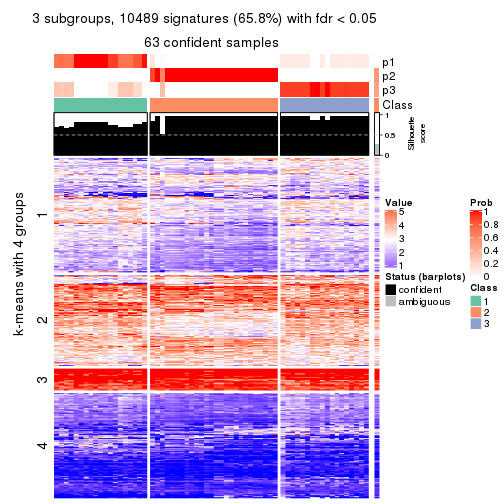 3 subgroups, 10489 signatures (65.8%) with fdr < 0.05
63 confident samples
p1
p2
p3
Class
1
0.5
0
Silhouette
score
k-means with 4 groups
1
2
3
4
Value
5
4
3
2
1
Status (barplots)
confident
ambiguous
Prob
1
0.8
0.6
0.4
0.2
0
Class
1
2
3